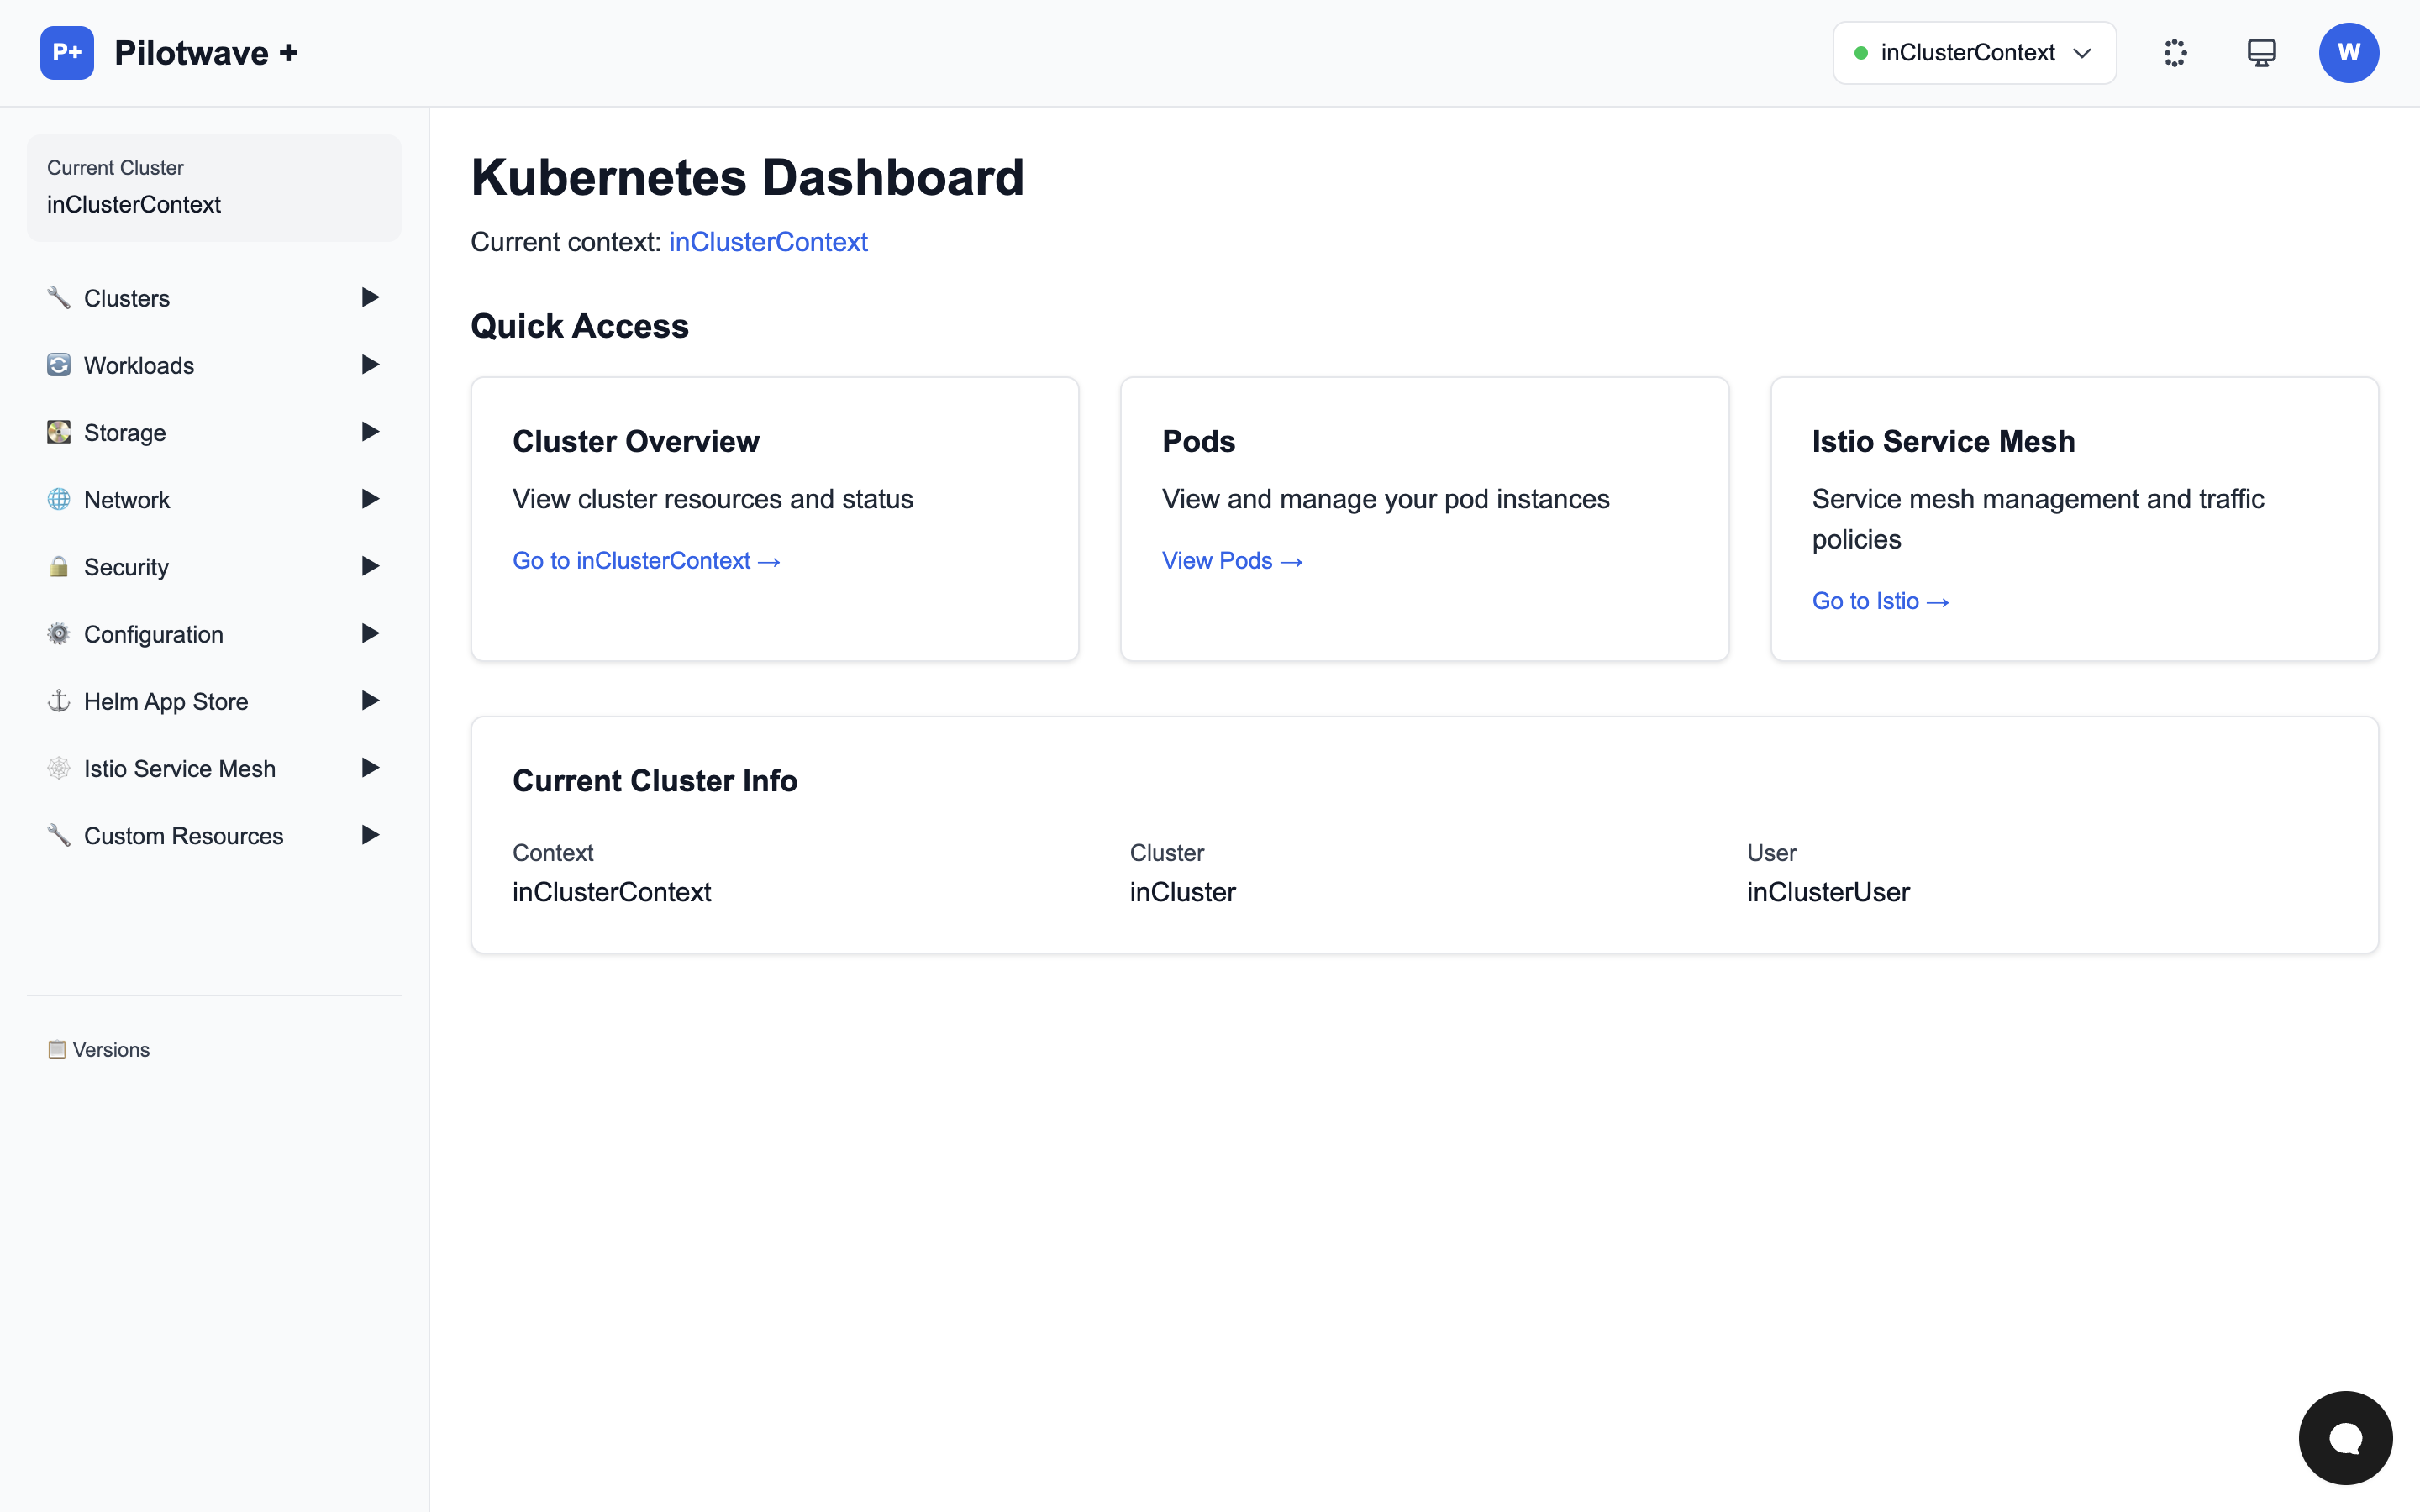 P+ Pilotwave +
inClusterContext
W
Current Cluster
inClusterContext
Clusters
Workloads
Storage
Network
Security
Configuration
Helm App Store
Istio Service Mesh
Custom Resources
Versions
Kubernetes Dashboard
Current context: inClusterContext
Quick Access
Cluster Overview
View cluster resources and status
Go to inClusterContext →
Pods
View and manage your pod instances
View Pods →
Istio Service Mesh
Service mesh management and traffic
policies
Go to Istio →
Current Cluster Info
Context
inClusterContext
Cluster
inCluster
User
inClusterUser